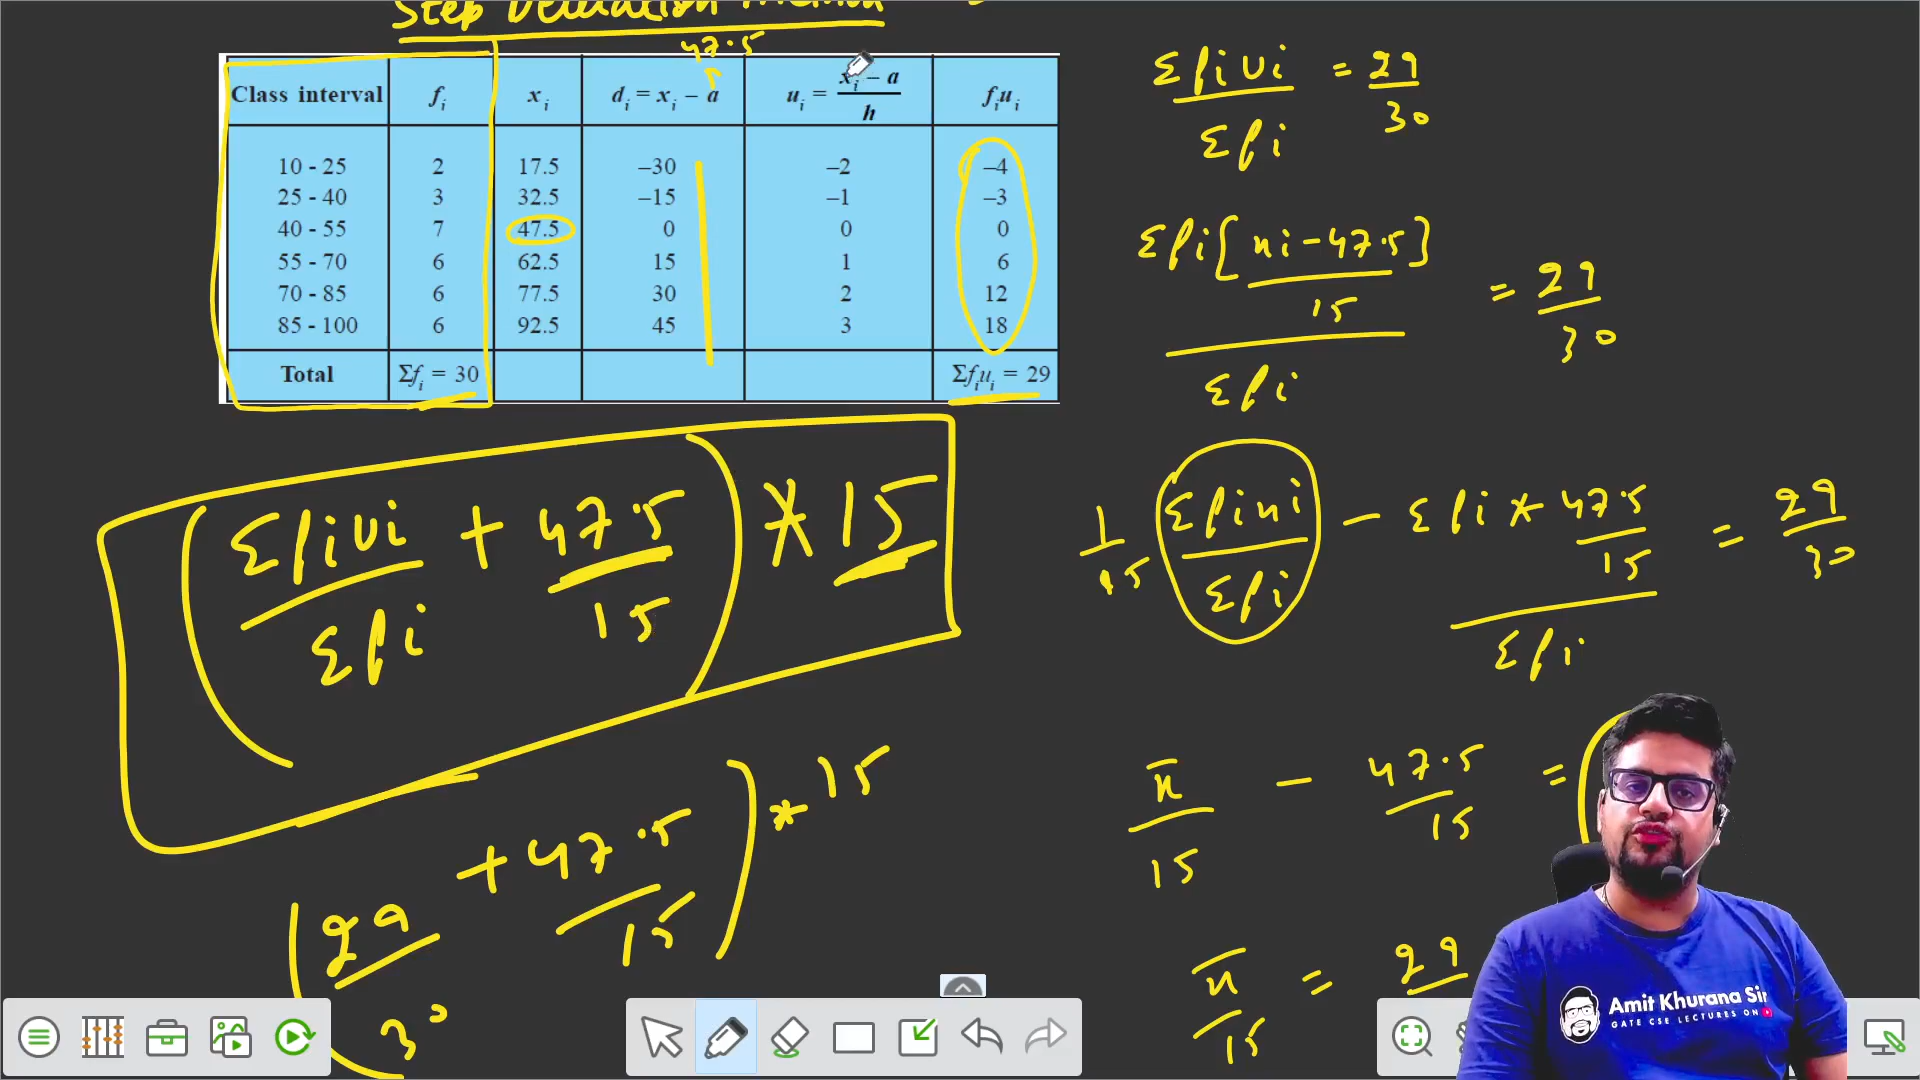 Step Deviation Method
47.5
Class interval f_i x_i d_i = x_i – a u_i = (x_i – a)/h f_iu_i
10 - 25 2 17.5 –30 –2 –4
25 - 40 3 32.5 –15 –1 –3
40 - 55 7 47.5 0 0 0
55 - 70 6 62.5 15 1 6
70 - 85 6 77.5 30 2 12
85 - 100 6 92.5 45 3 18
Total Σf_i = 30 Σf_iu_i = 29
(Σfiui/Σfi + 47.5/15) * 15
(29/30 + 47.5/15) * 15
Σfiui/Σfi = 29/30
Σfi[xi - 47.5/15]/Σfi = 29/30
1/15 Σfixi/Σfi - Σfi * 47.5/15/Σfi = 29/30
x̄/15 - 47.5/15 =
x̄/15 = 29
Amit Khurana Sir
GATE CSE LECTURES ON